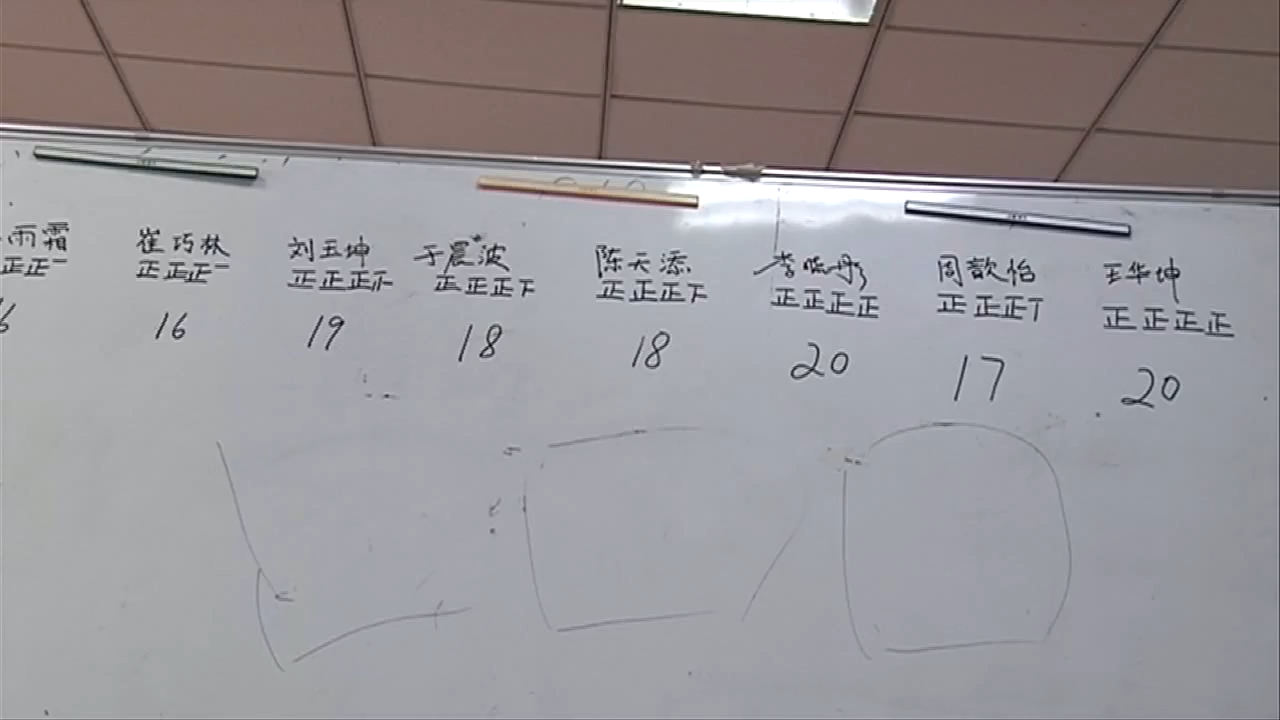 雨霜 崔巧林 刘玉坤 于晨波 陈天添 周歆怡 王华坤
正正一 正正正一 正正正 正正正下 正正正下 正正正正 正正正丅 正正正正
6 16 19 18 18 20 17 20